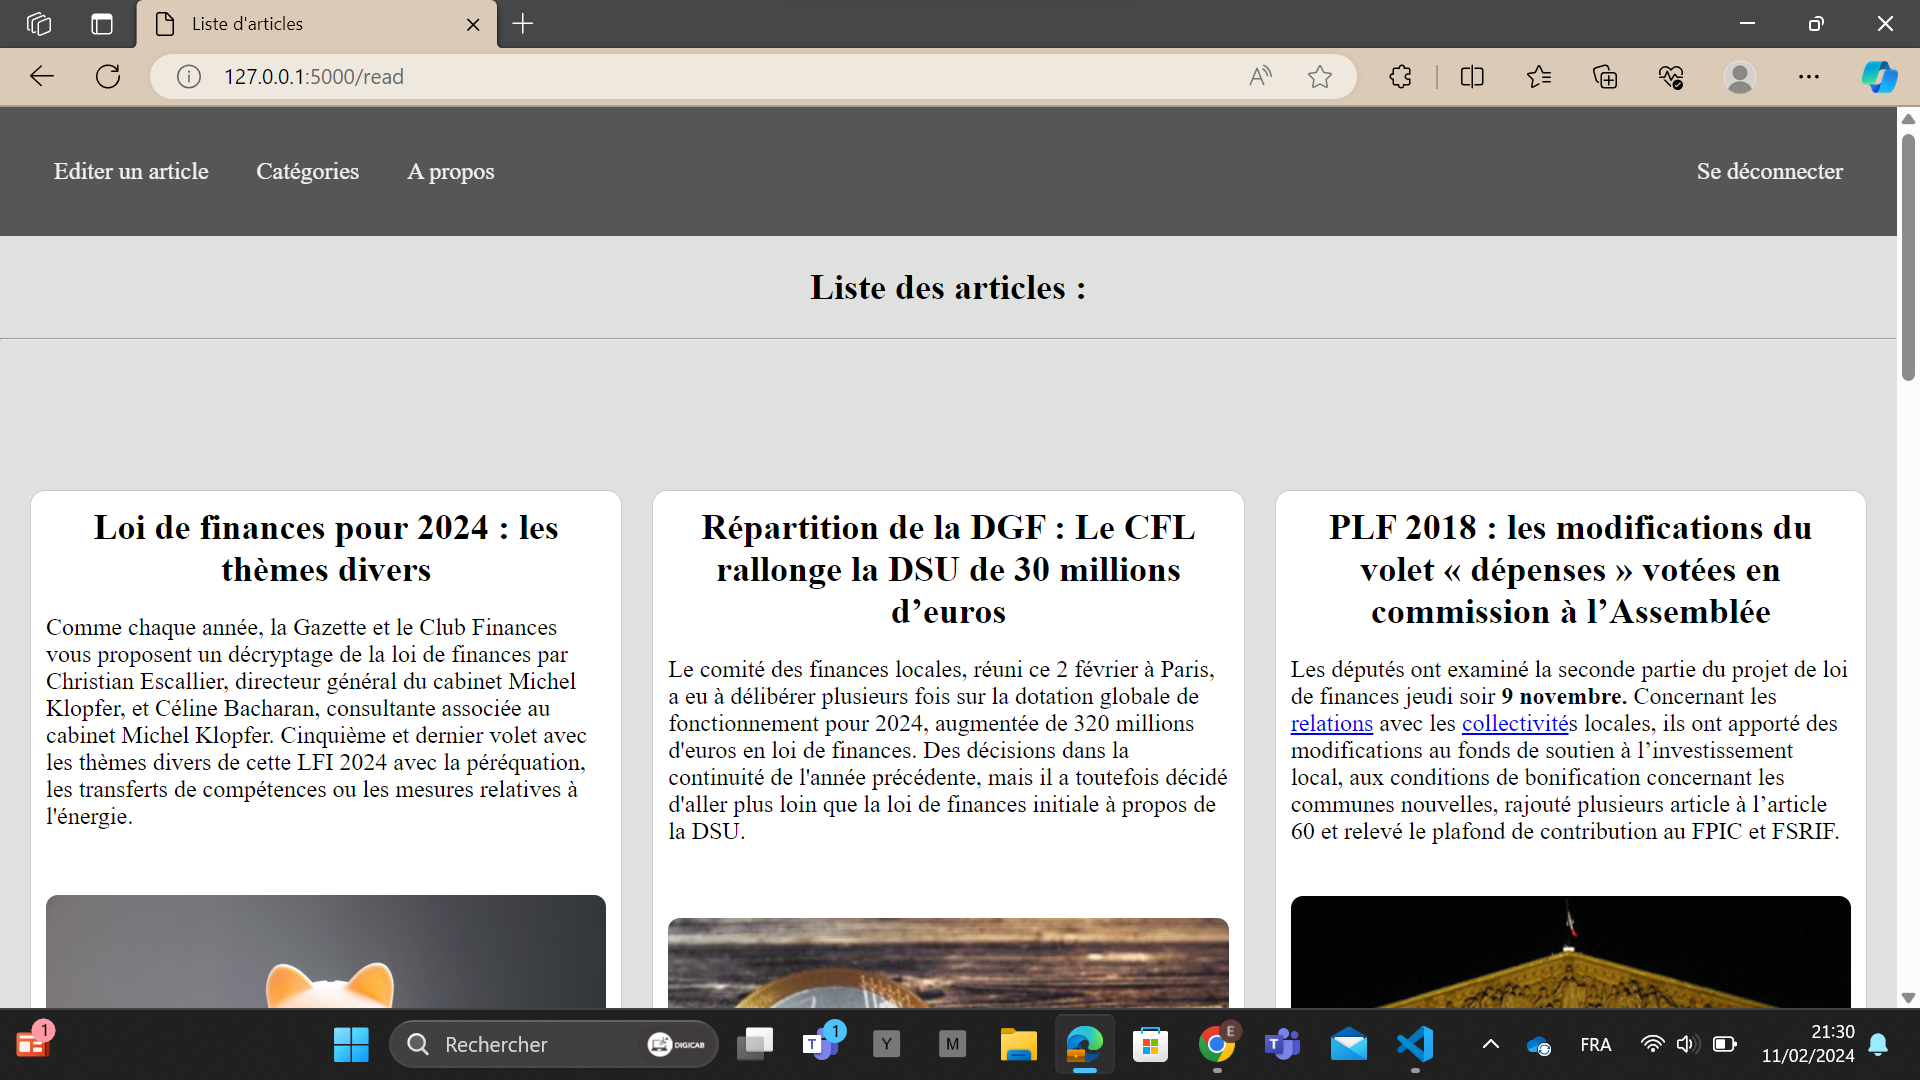 Liste d'articles
127.0.0.1:5000/read
Editer un article Catégories A propos Se déconnecter
Liste des articles :
Loi de finances pour 2024 : les
thèmes divers
Comme chaque année, la Gazette et le Club Finances
vous proposent un décryptage de la loi de finances par
Christian Escallier, directeur général du cabinet Michel
Klopfer, et Céline Bacharan, consultante associée au
cabinet Michel Klopfer. Cinquième et dernier volet avec
les thèmes divers de cette LFI 2024 avec la péréquation,
les transferts de compétences ou les mesures relatives à
l'énergie.
Répartition de la DGF : Le CFL
rallonge la DSU de 30 millions
d’euros
Le comité des finances locales, réuni ce 2 février à Paris,
a eu à délibérer plusieurs fois sur la dotation globale de
fonctionnement pour 2024, augmentée de 320 millions
d'euros en loi de finances. Des décisions dans la
continuité de l'année précédente, mais il a toutefois décidé
d'aller plus loin que la loi de finances initiale à propos de
la DSU.
PLF 2018 : les modifications du
volet « dépenses » votées en
commission à l’Assemblée
Les députés ont examiné la seconde partie du projet de loi
de finances jeudi soir 9 novembre. Concernant les
relations avec les collectivités locales, ils ont apporté des
modifications au fonds de soutien à l’investissement
local, aux conditions de bonification concernant les
communes nouvelles, rajouté plusieurs article à l’article
60 et relevé le plafond de contribution au FPIC et FSRIF.
1
Rechercher
DIGICAB
T
1
Y
M
E
T
FRA
21:30
11/02/2024